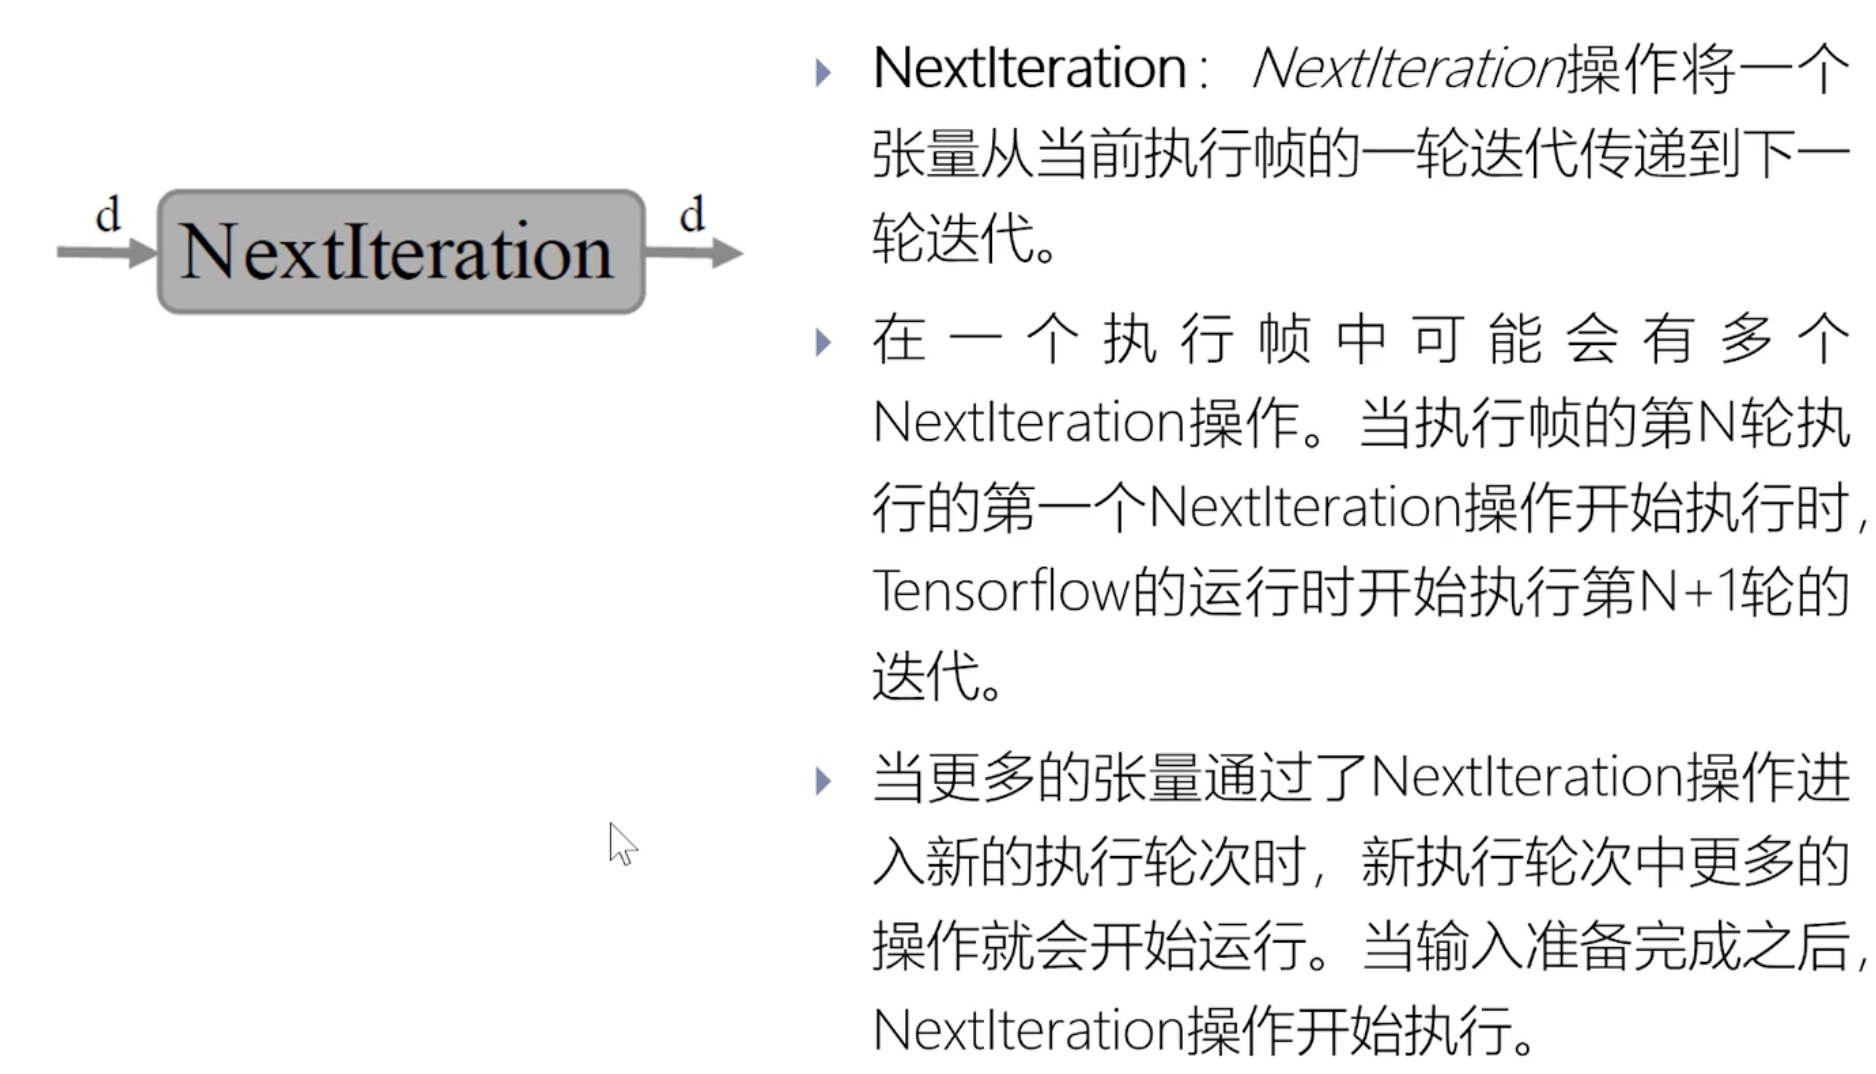 d
NextIteration
d
NextIteration： NextIteration操作将一个
张量从当前执行帧的一轮迭代传递到下一
轮迭代。
在一个执行帧中可能会有多个
NextIteration操作。当执行帧的第N轮执
行的第一个NextIteration操作开始执行时，
Tensorflow的运行时开始执行第N+1轮的
迭代。
当更多的张量通过了NextIteration操作进
入新的执行轮次时，新执行轮次中更多的
操作就会开始运行。当输入准备完成之后，
NextIteration操作开始执行。